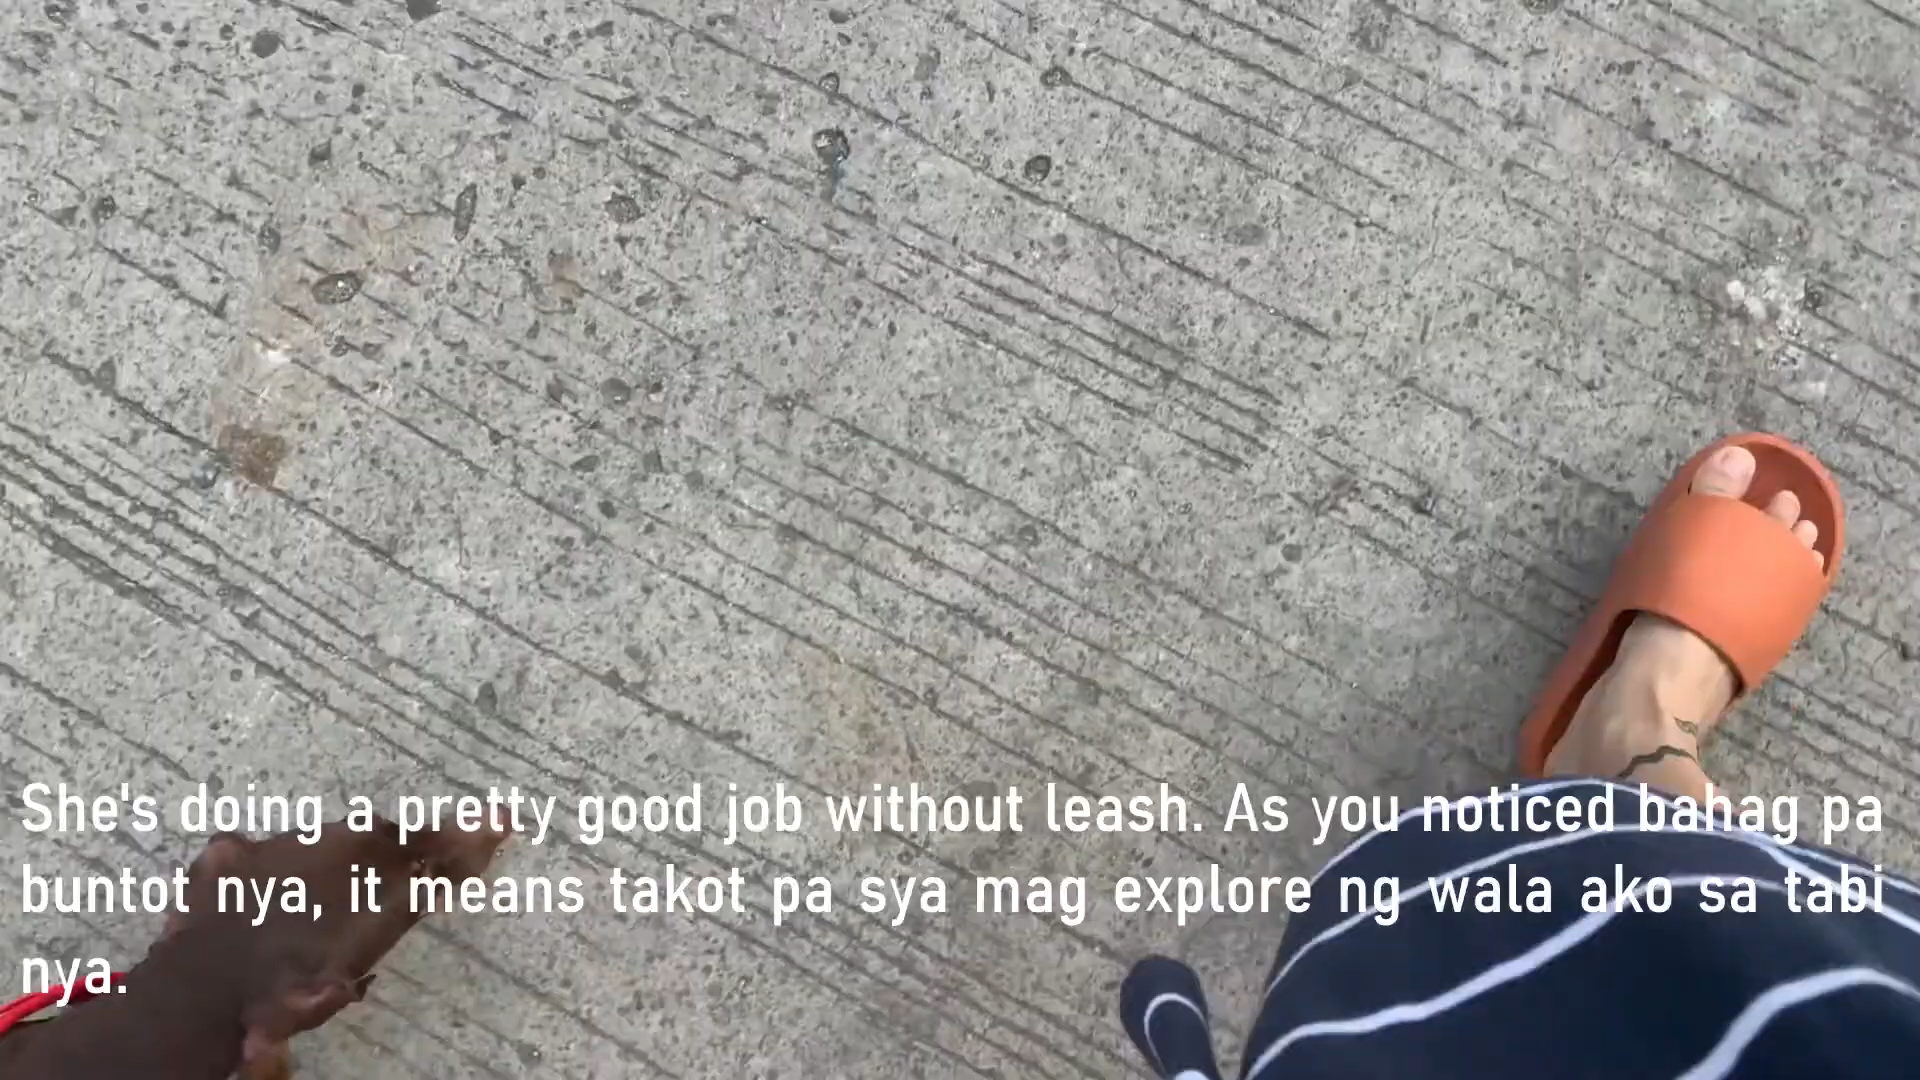 She's doing a pretty good job without leash. As you noticed bahag pa
buntot nya, it means takot pa sya mag explore ng wala ako sa tabi
nya.